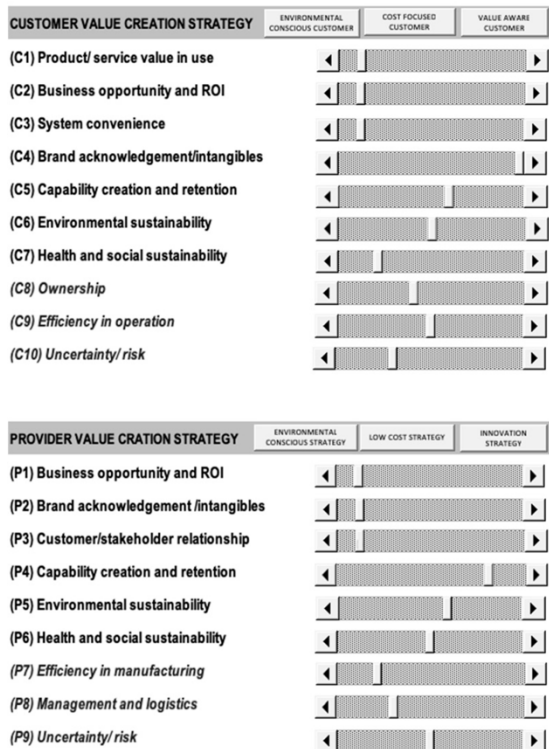 CUSTOMER VALUE CREATION STRATEGY
ENVIRONMENTAL
CONSCIOUS CUSTOMER
COST FOCUSED
CUSTOMER
VALUE AWARE
CUSTOMER
(C1) Product/ service value in use
(C2) Business opportunity and ROI
(C3) System convenience
(C4) Brand acknowledgement/intangibles
(C5) Capability creation and retention
(C6) Environmental sustainability
(C7) Health and social sustainability
(C8) Ownership
(C9) Efficiency in operation
(C10) Uncertainty/ risk
PROVIDER VALUE CRATION STRATEGY
ENVIRONMENTAL
CONSCIOUS STRATEGY
LOW COST STRATEGY
INNOVATION
STRATEGY
(P1) Business opportunity and ROI
(P2) Brand acknowledgement /intangibles
(P3) Customer/stakeholder relationship
(P4) Capability creation and retention
(P5) Environmental sustainability
(P6) Health and social sustainability
(P7) Efficiency in manufacturing
(P8) Management and logistics
(P9) Uncertainty/ risk